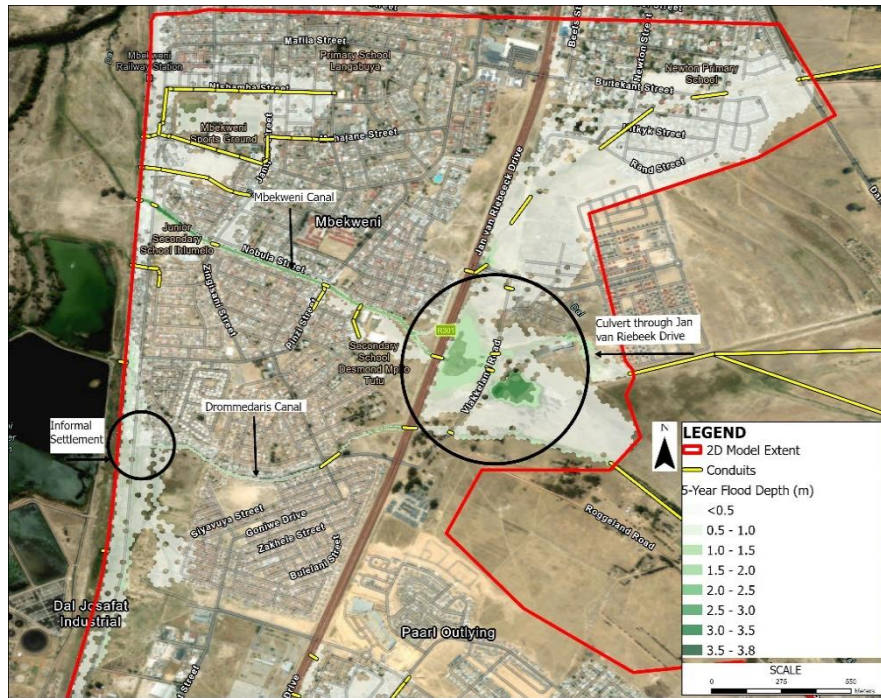 Mafila Street
Mbekweni
Railway Station
Primary School
Langabuya
Newton Street
Newton Primary
School
Ntshamba Street
Buitekant Street
Mbekweni
Sports Ground
Rand Street
Mbekweni Canal
Jan van Riebeeck Drive
Mbekweni
Junior
Secondary
Nobula Street
Zingisani Street
Dal
Culvert through Jan
van Riebeek Drive
R301
Secondary
School
Desmond Mpilo
Tutu
Vlakkeland Road
Drommedaris Canal
Informal
Settlement
Siyavuya Street
Goniwe Drive
Zakhele Street
Bulelani Street
Roggeland Road
Dal Josafat
Industrial
Paarl Outlying
N
LEGEND
2D Model Extent
Conduits
5-Year Flood Depth (m)
<0.5
0.5 - 1.0
1.0 - 1.5
1.5 - 2.0
2.0 - 2.5
2.5 - 3.0
3.0 - 3.5
3.5 - 3.8
SCALE
0 275 550
Meters